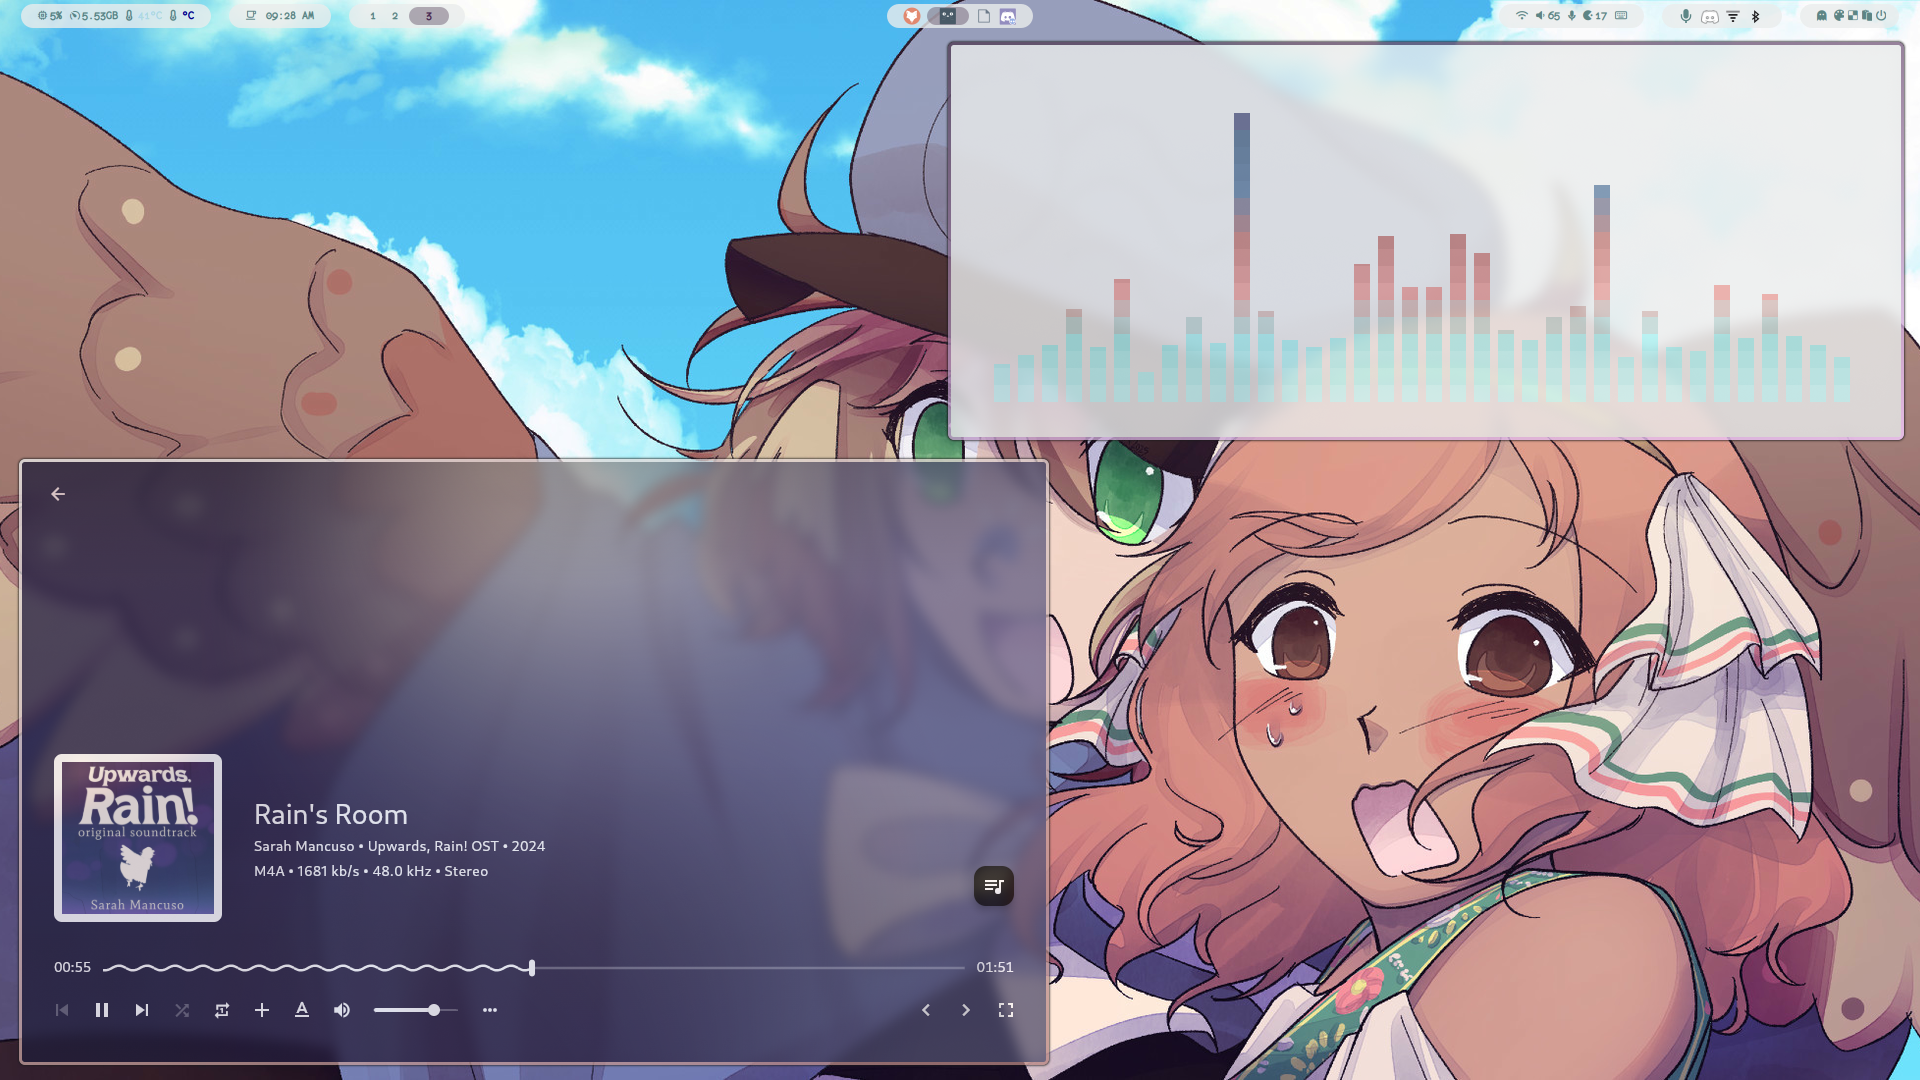 5% 5.53GB 41°C °C
09:28 AM
1 2 3
65 17
Upwards,
Rain!
original soundtrack
Sarah Mancuso
Rain's Room
Sarah Mancuso • Upwards, Rain! OST • 2024
M4A • 1681 kb/s • 48.0 kHz • Stereo
00:55
01:51